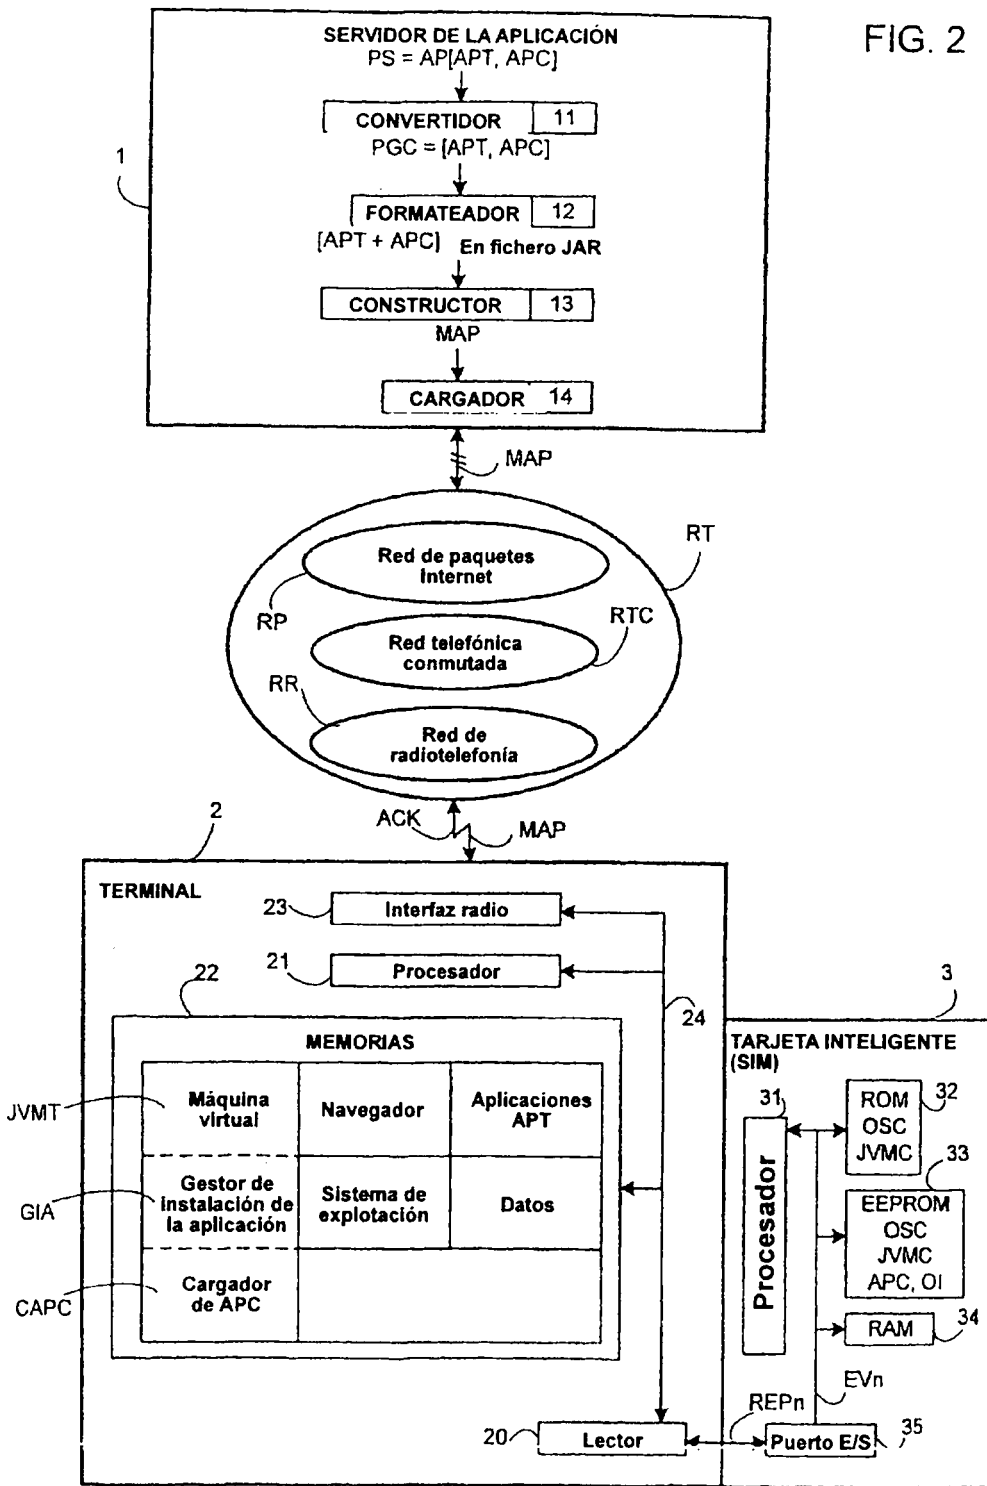 FIG. 2
SERVIDOR DE LA APLICACIÓN
PS = AP[APT, APC]
CONVERTIDOR 11
PGC = [APT, APC]
1
FORMATEADOR 12
[APT + APC] En fichero JAR
CONSTRUCTOR 13
MAP
CARGADOR 14
MAP
RT
Red de paquetes
Internet
RP
RTC
Red telefónica
conmutada
RR
Red de
radiotelefonía
2
ACK
MAP
TERMINAL
23
Interfaz radio
21
Procesador
22
24
3
MEMORIAS
TARJETA INTELIGENTE
(SIM)
JVMT
Máquina
virtual
Navegador
Aplicaciones
APT
31
Procesador
ROM
OSC
JVMC
32
33
GIA
Gestor de
instalación de
la aplicación
Sistema de
explotación
Datos
EEPROM
OSC
JVMC
APC, OI
CAPC
Cargador
de APC
RAM
34
EVn
REPn
20
Lector
Puerto E/S
35